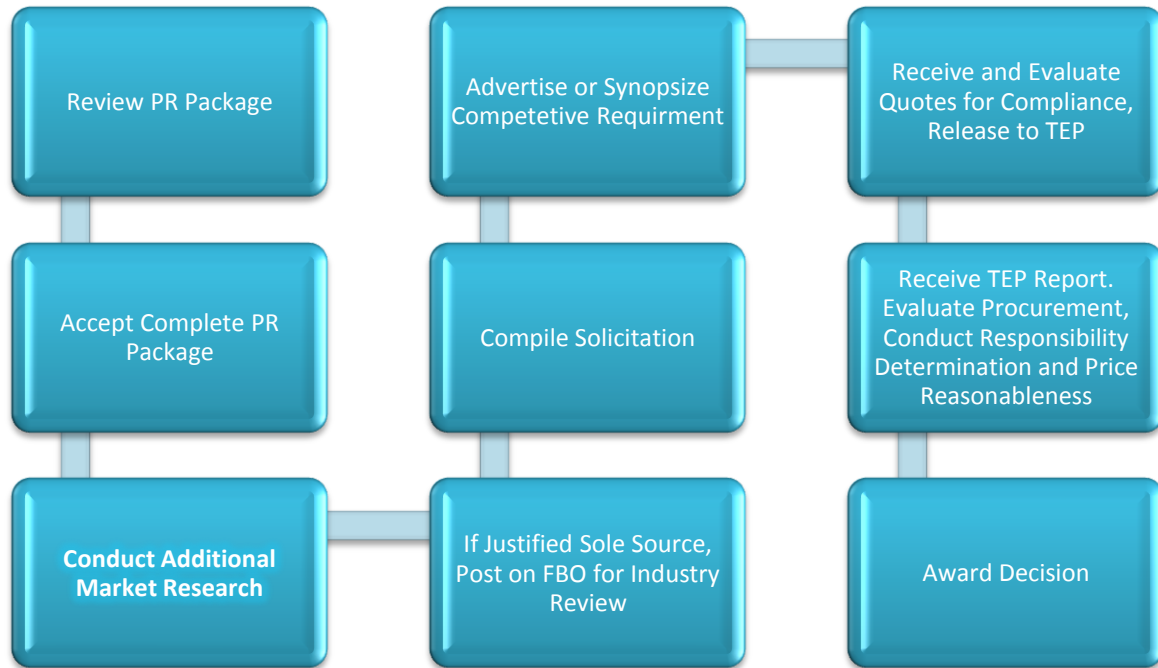 Review PR Package
Accept Complete PR
Package
Conduct Additional
Market Research
If Justified Sole Source,
Post on FBO for Industry
Review
Compile Solicitation
Advertise or Synopsize
Competetive Requirment
Receive and Evaluate
Quotes for Compliance,
Release to TEP
Receive TEP Report.
Evaluate Procurement,
Conduct Responsibility
Determination and Price
Reasonableness
Award Decision